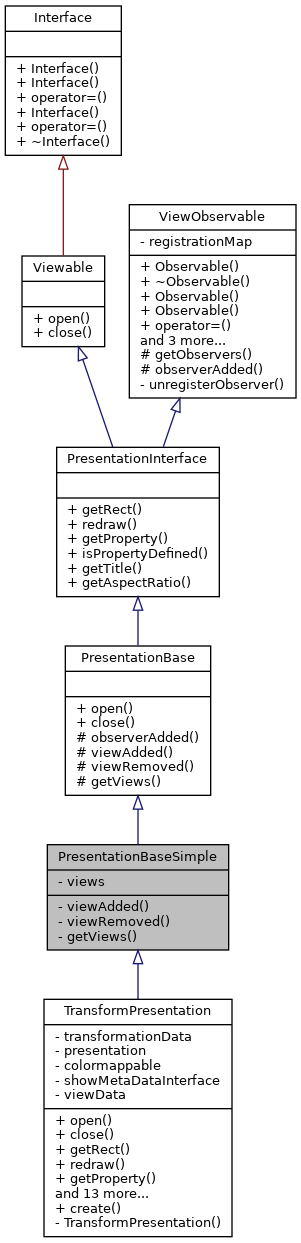 Interface
+ Interface()
+ Interface()
+ operator=()
+ Interface()
+ operator=()
+ ~Interface()
ViewObservable
- registrationMap
+ Observable()
+ ~Observable()
+ Observable()
+ Observable()
+ operator=()
and 3 more...
# getObservers()
# observerAdded()
- unregisterObserver()
Viewable
+ open()
+ close()
PresentationInterface
+ getRect()
+ redraw()
+ getProperty()
+ isPropertyDefined()
+ getTitle()
+ getAspectRatio()
PresentationBase
+ open()
+ close()
# observerAdded()
# viewAdded()
# viewRemoved()
# getViews()
PresentationBaseSimple
- views
- viewAdded()
- viewRemoved()
- getViews()
TransformPresentation
- transformationData
- presentation
- colormappable
- showMetaDataInterface
- viewData
+ open()
+ close()
+ getRect()
+ redraw()
+ getProperty()
and 13 more...
+ create()
- TransformPresentation()